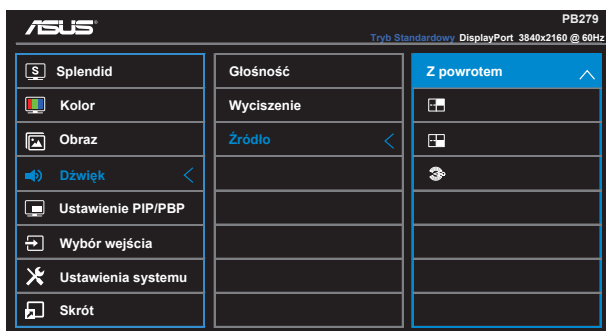 ASUS
PB279
Tryb Standardowy DisplayPort 3840x2160 @ 60Hz
S Splendid
Kolor
Obraz
Dźwięk
Ustawienie PIP/PBP
Wybór wejścia
Ustawienia systemu
Skrót
Głośność
Wyciszenie
Źródło
Z powrotem